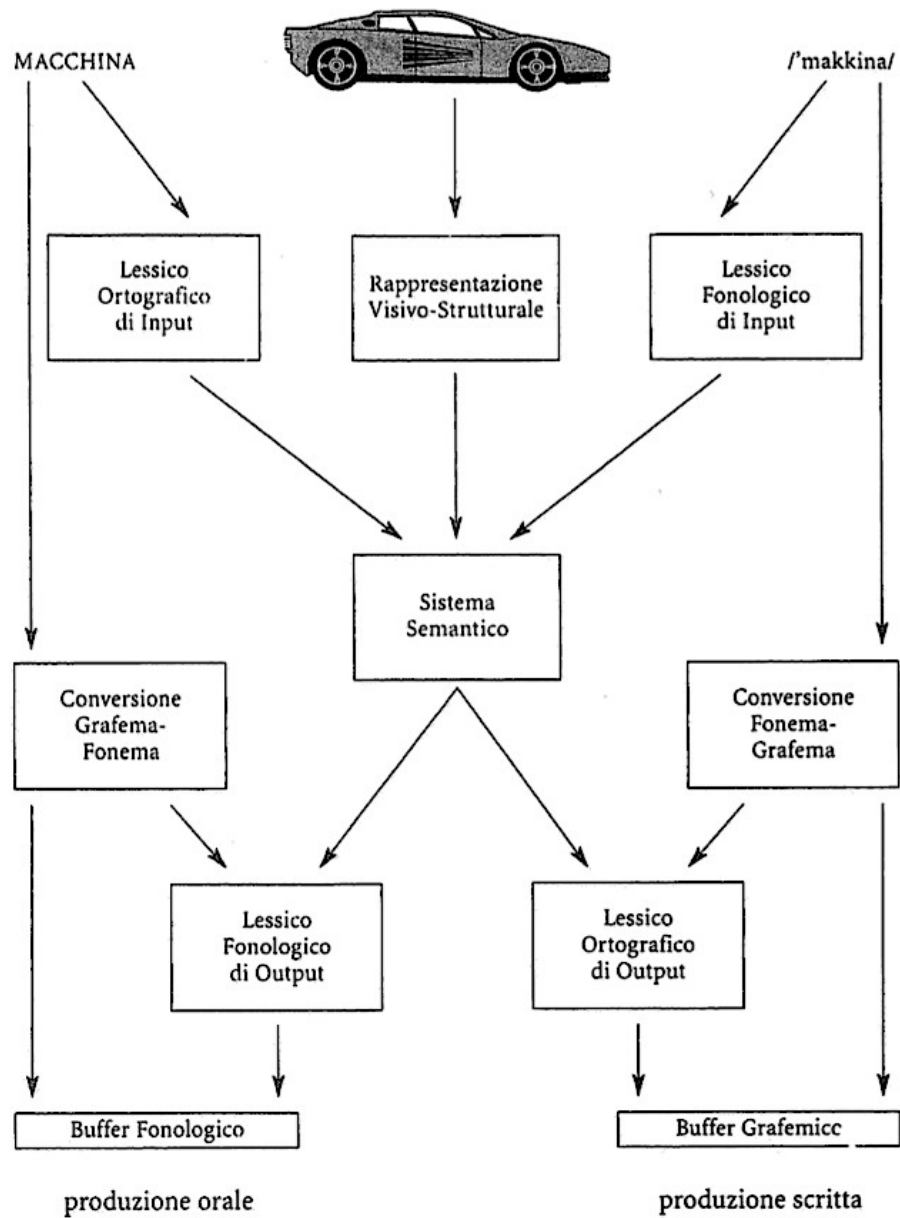 MACCHINA
/'makkina/
Lessico
Ortografico
di Input
Rappresentazione
Visivo-Strutturale
Lessico
Fonologico
di Input
Sistema
Semantico
Conversione
Grafema-
Fonema
Conversione
Fonema-
Grafema
Lessico
Fonologico
di Output
Lessico
Ortografico
di Output
Buffer Fonologico
Buffer Grafemicc
produzione orale
produzione scritta